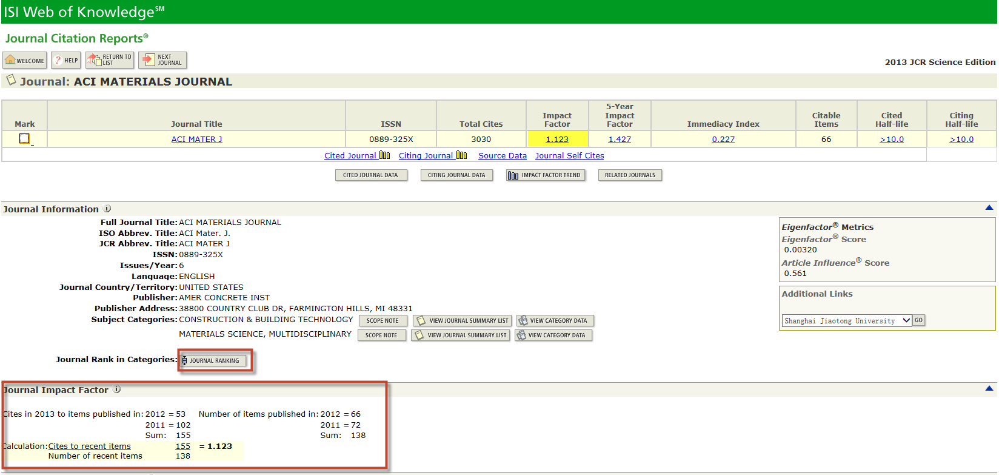 ISI Web of Knowledge℠
Journal Citation Reports®
WELCOME
? HELP
RETURN TO LIST
NEXT JOURNAL
2013 JCR Science Edition
Journal: ACI MATERIALS JOURNAL
Mark Journal Title ISSN Total Cites Impact Factor 5-Year Impact Factor Immediacy Index Citable Items Cited Half-life Citing Half-life
ACI MATER J 0889-325X 3030 1.123 1.427 0.227 66 >10.0 >10.0
Cited Journal Citing Journal Source Data Journal Self Cites
CITED JOURNAL DATA CITING JOURNAL DATA IMPACT FACTOR TREND RELATED JOURNALS
Journal Information i
Full Journal Title: ACI MATERIALS JOURNAL
ISO Abbrev. Title: ACI Mater. J.
JCR Abbrev. Title: ACI MATER J
ISSN: 0889-325X
Issues/Year: 6
Language: ENGLISH
Journal Country/Territory: UNITED STATES
Publisher: AMER CONCRETE INST
Publisher Address: 38800 COUNTRY CLUB DR, FARMINGTON HILLS, MI 48331
Subject Categories: CONSTRUCTION & BUILDING TECHNOLOGY SCOPE NOTE VIEW JOURNAL SUMMARY LIST VIEW CATEGORY DATA
MATERIALS SCIENCE, MULTIDISCIPLINARY SCOPE NOTE VIEW JOURNAL SUMMARY LIST VIEW CATEGORY DATA
Journal Rank in Categories: JOURNAL RANKING
Eigenfactor® Metrics
Eigenfactor® Score
0.00320
Article Influence® Score
0.561
Additional Links
Shanghai Jiaotong University GO
Journal Impact Factor i
Cites in 2013 to items published in: 2012 = 53 Number of items published in: 2012 = 66
2011 = 102 2011 = 72
Sum: 155 Sum: 138
Calculation: Cites to recent items 155 = 1.123
Number of recent items 138